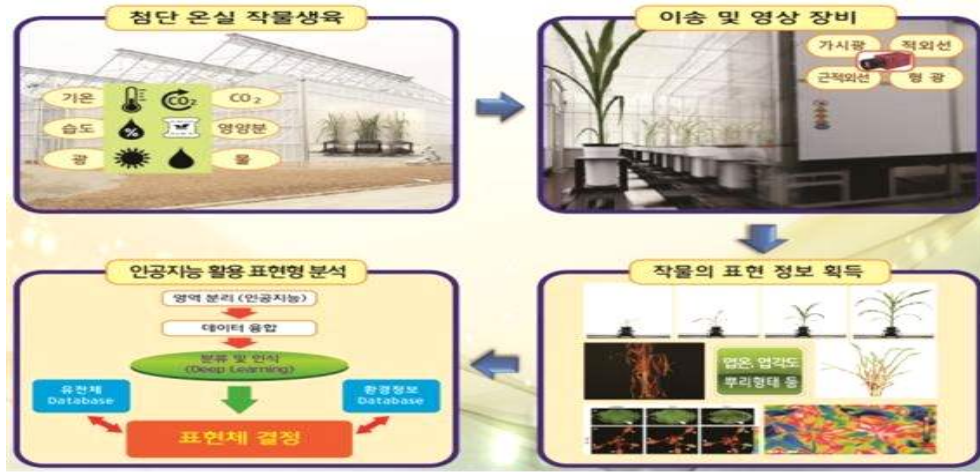 첨단 온실 작물생육
기온
CO₂
CO₂
습도
%
영양분
광
물
이송 및 영상 장비
가시광
적외선
근적외선
형광
인공지능 활용 표현형 분석
영역 분리 (인공지능)
데이터 융합
분류 및 인식
(Deep Learning)
유전체
Database
환경정보
Database
표현체 결정
작물의 표현 정보 획득
엽온, 엽각도
뿌리형태 등